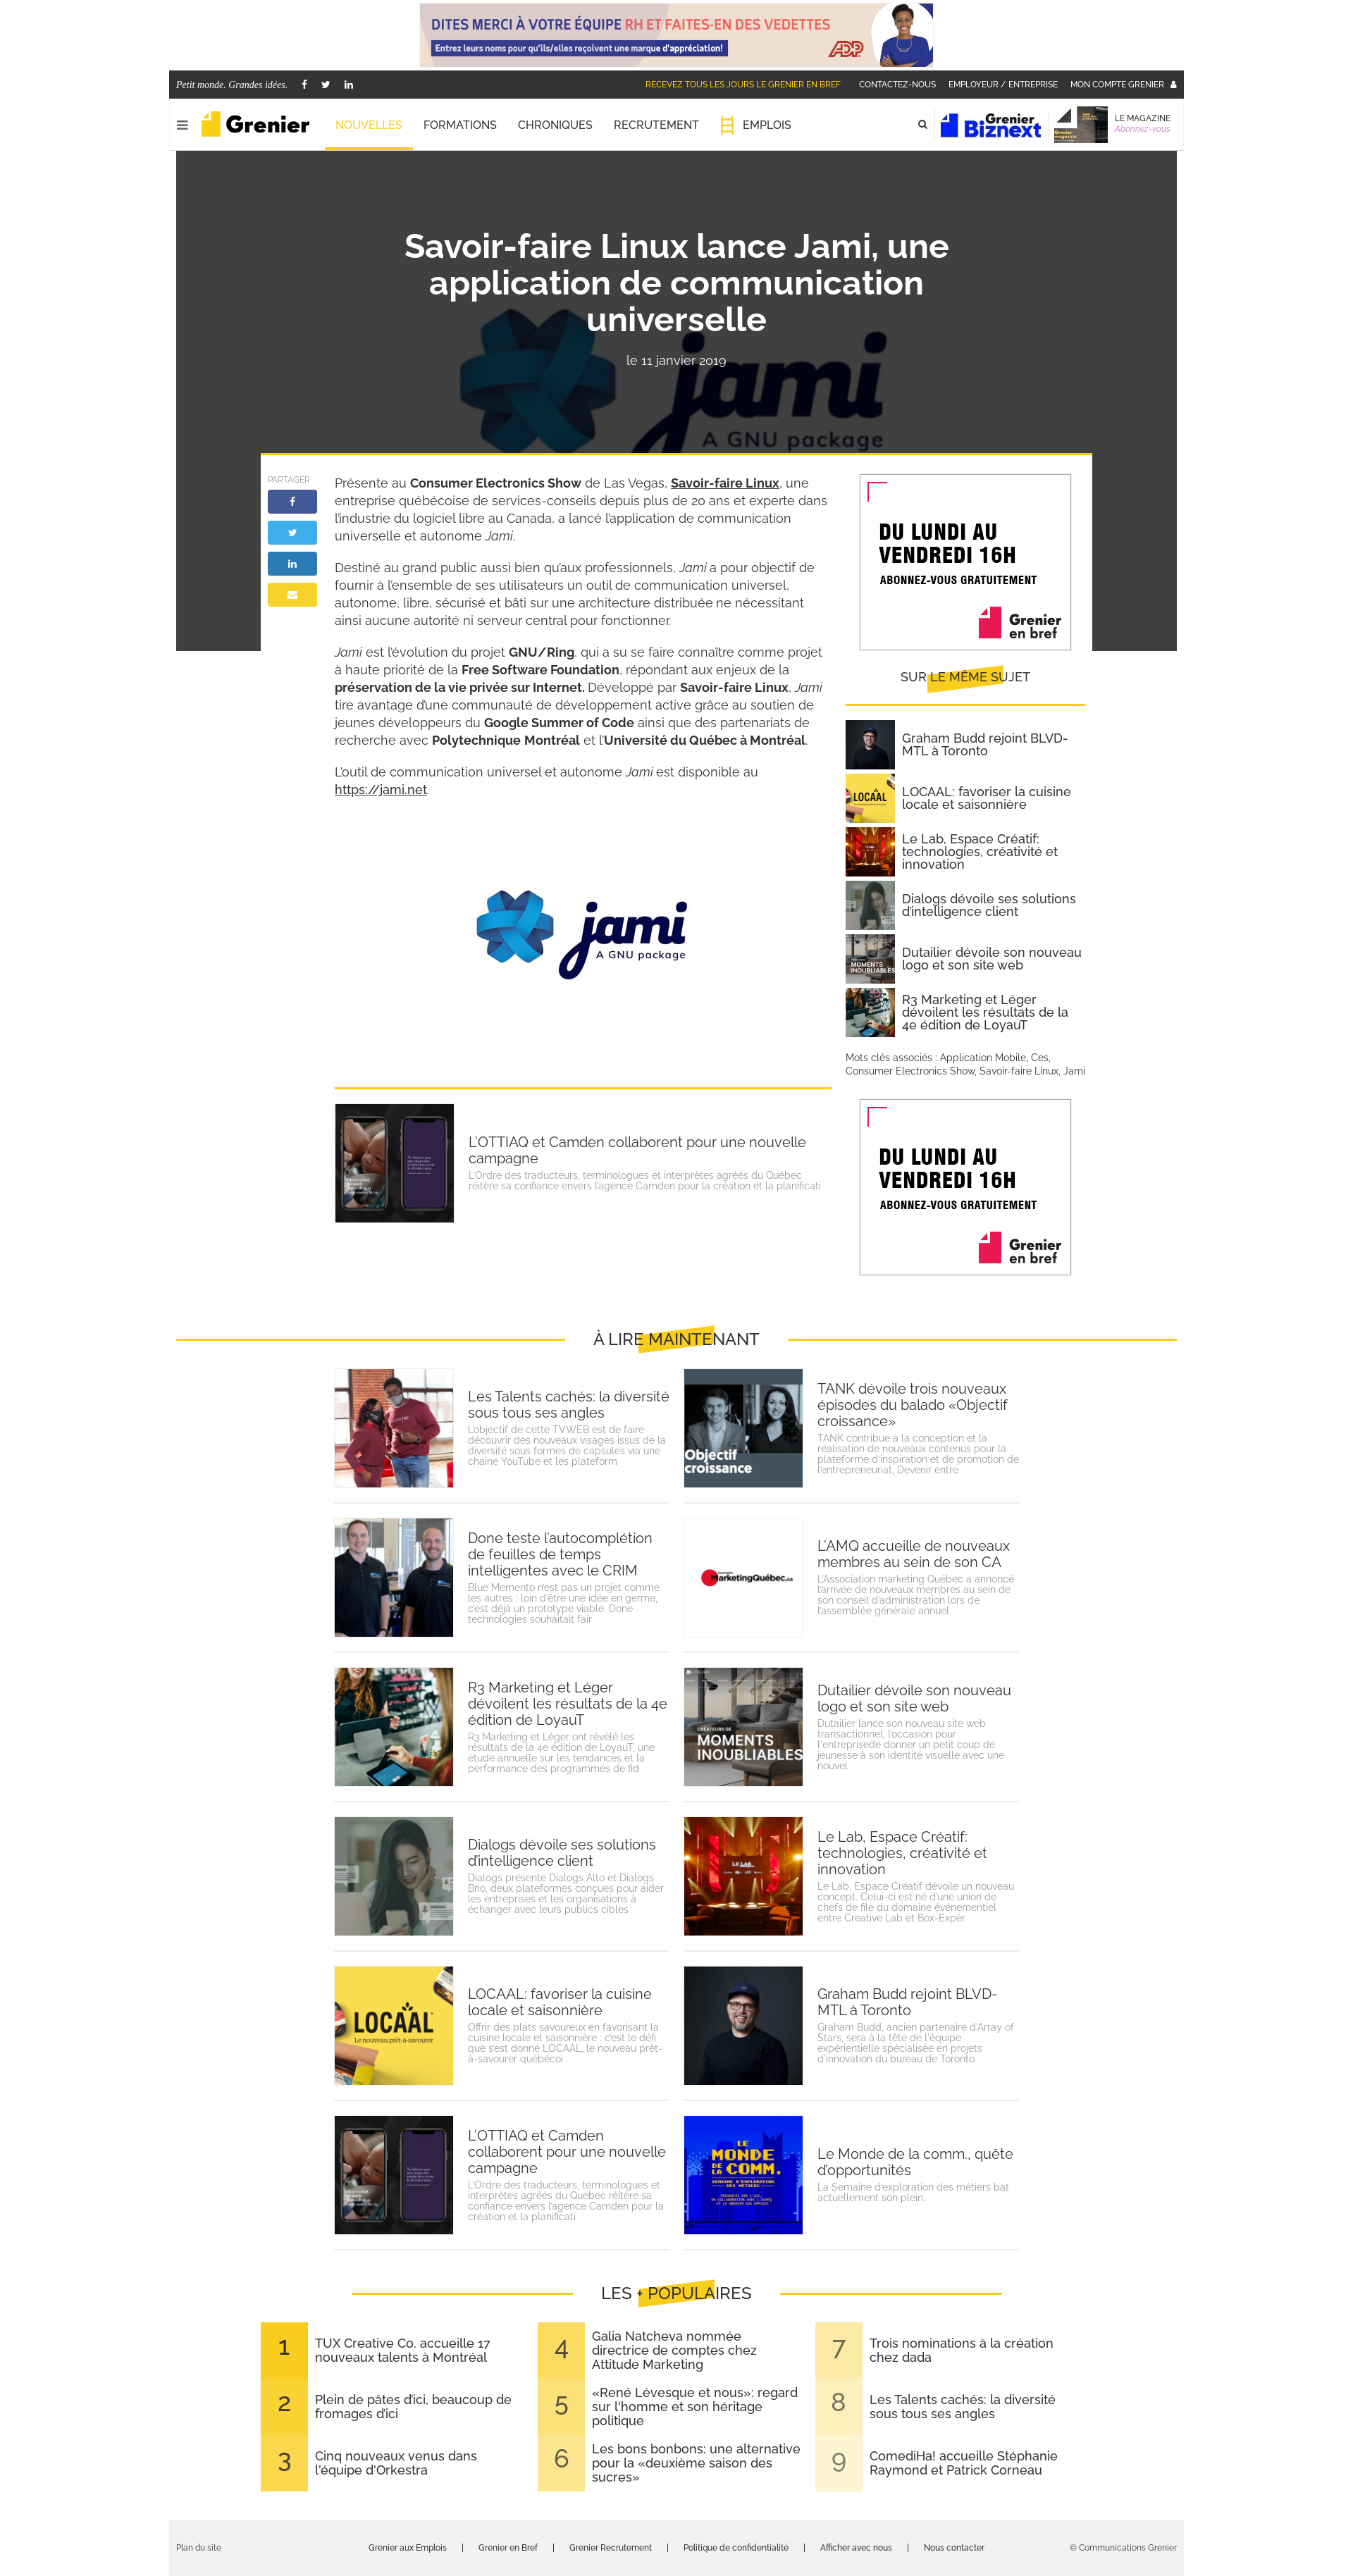 DITES MERCI À VOTRE ÉQUIPE RH ET FAITES-EN DES VEDETTES
Entrez leurs noms pour qu'ils/elles reçoivent une marque d'appréciation!
ADP
Petit monde. Grandes idées.
RECEVEZ TOUS LES JOURS LE GRENIER EN BREF
CONTACTEZ-NOUS
EMPLOYEUR / ENTREPRISE
MON COMPTE GRENIER
Grenier
NOUVELLES
FORMATIONS
CHRONIQUES
RECRUTEMENT
EMPLOIS
Grenier
Biznext
LE MAGAZINE
Abonnez-vous
Savoir-faire Linux lance Jami, une
application de communication
universelle
le 11 janvier 2019
jami
A GNU package
PARTAGER
Présente au Consumer Electronics Show de Las Vegas, Savoir-faire Linux, une
entreprise québécoise de services-conseils depuis plus de 20 ans et experte dans
l'industrie du logiciel libre au Canada, a lancé l'application de communication
universelle et autonome Jami.
Destiné au grand public aussi bien qu'aux professionnels, Jami a pour objectif de
fournir à l'ensemble de ses utilisateurs un outil de communication universel,
autonome, libre, sécurisé et bâti sur une architecture distribuée ne nécessitant
ainsi aucune autorité ni serveur central pour fonctionner.
Jami est l'évolution du projet GNU/Ring, qui a su se faire connaître comme projet
à haute priorité de la Free Software Foundation, répondant aux enjeux de la
préservation de la vie privée sur Internet. Développé par Savoir-faire Linux, Jami
tire avantage d'une communauté de développement active grâce au soutien de
jeunes développeurs du Google Summer of Code ainsi que des partenariats de
recherche avec Polytechnique Montréal et l'Université du Québec à Montréal.
L'outil de communication universel et autonome Jami est disponible au
https://jami.net.
jami
A GNU package
L'OTTIAQ et Camden collaborent pour une nouvelle
campagne
L'Ordre des traducteurs, terminologues et interprètes agréés du Québec
réitère sa confiance envers l'agence Camden pour la création et la planificati
DU LUNDI AU
VENDREDI 16H
ABONNEZ-VOUS GRATUITEMENT
Grenier
en bref
SUR LE MÊME SUJET
Graham Budd rejoint BLVD-
MTL à Toronto
LOCAAL
LOCAAL: favoriser la cuisine
locale et saisonnière
Le Lab, Espace Créatif:
technologies, créativité et
innovation
Dialogs dévoile ses solutions
d'intelligence client
MOMENTS
INOUBLIABLES
Dutailier dévoile son nouveau
logo et son site web
R3 Marketing et Léger
dévoilent les résultats de la
4e édition de LoyauT
Mots clés associés : Application Mobile, Ces,
Consumer Electronics Show, Savoir-faire Linux, Jami
DU LUNDI AU
VENDREDI 16H
ABONNEZ-VOUS GRATUITEMENT
Grenier
en bref
À LIRE MAINTENANT
Les Talents cachés: la diversité
sous tous ses angles
L'objectif de cette TVWEB est de faire
découvrir des nouveaux visages issus de la
diversité sous formes de capsules via une
chaine YouTube et les plateform
Objectif
croissance
TANK dévoile trois nouveaux
épisodes du balado «Objectif
croissance»
TANK contribue à la conception et la
réalisation de nouveaux contenus pour la
plateforme d'inspiration et de promotion de
l'entrepreneuriat, Devenir entre
Done teste l'autocomplétion
de feuilles de temps
intelligentes avec le CRIM
Blue Memento n'est pas un projet comme
les autres : loin d'être une idée en germe,
c'est déjà un prototype viable. Done
technologies souhaitait fair
MarketingQuébec.ca
L'AMQ accueille de nouveaux
membres au sein de son CA
L'Association marketing Québec a annoncé
l'arrivée de nouveaux membres au sein de
son conseil d'administration lors de
l'assemblée générale annuel
R3 Marketing et Léger
dévoilent les résultats de la 4e
édition de LoyauT
R3 Marketing et Léger ont révélé les
résultats de la 4e édition de LoyauT, une
étude annuelle sur les tendances et la
performance des programmes de fid
CRÉATEURS DE
MOMENTS
INOUBLIABLES
Dutailier dévoile son nouveau
logo et son site web
Dutailier lance son nouveau site web
transactionnel, l'occasion pour
l'entreprisede donner un petit coup de
jeunesse à son identité visuelle avec une
nouvel
Dialogs dévoile ses solutions
d'intelligence client
Dialogs présente Dialogs Alto et Dialogs
Brio, deux plateformes conçues pour aider
les entreprises et les organisations à
échanger avec leurs publics cibles
LE LAB
Le Lab, Espace Créatif:
technologies, créativité et
innovation
Le Lab, Espace Créatif dévoile un nouveau
concept. Celui-ci est né d'une union de
chefs de file du domaine événementiel
entre Creative Lab et Box-Expér
LOCAAL
Le nouveau prêt-à-savourer
LOCAAL: favoriser la cuisine
locale et saisonnière
Offrir des plats savoureux en favorisant la
cuisine locale et saisonnière : c'est le défi
que s'est donné LOCAAL, le nouveau prêt-
à-savourer québécoi
Graham Budd rejoint BLVD-
MTL à Toronto
Graham Budd, ancien partenaire d'Array of
Stars, sera à la tête de l'équipe
expérientielle spécialisée en projets
d'innovation du bureau de Toronto.
L'OTTIAQ et Camden
collaborent pour une nouvelle
campagne
L'Ordre des traducteurs, terminologues et
interprètes agréés du Québec réitère sa
confiance envers l'agence Camden pour la
création et la planificati
LE
MONDE
DE LA COMM.
SEMAINE D'EXPLORATION
DES MÉTIERS
Le Monde de la comm., quête
d'opportunités
La Semaine d'exploration des métiers bat
actuellement son plein.
LES + POPULAIRES
1
TUX Creative Co. accueille 17
nouveaux talents à Montréal
2
Plein de pâtes d'ici, beaucoup de
fromages d'ici
3
Cinq nouveaux venus dans
l'équipe d'Orkestra
4
Galia Natcheva nommée
directrice de comptes chez
Attitude Marketing
5
«René Lévesque et nous»: regard
sur l'homme et son héritage
politique
6
Les bons bonbons: une alternative
pour la «deuxième saison des
sucres»
7
Trois nominations à la création
chez dada
8
Les Talents cachés: la diversité
sous tous ses angles
9
ComediHa! accueille Stéphanie
Raymond et Patrick Corneau
Plan du site
Grenier aux Emplois
Grenier en Bref
Grenier Recrutement
Politique de confidentialité
Afficher avec nous
Nous contacter
© Communications Grenier